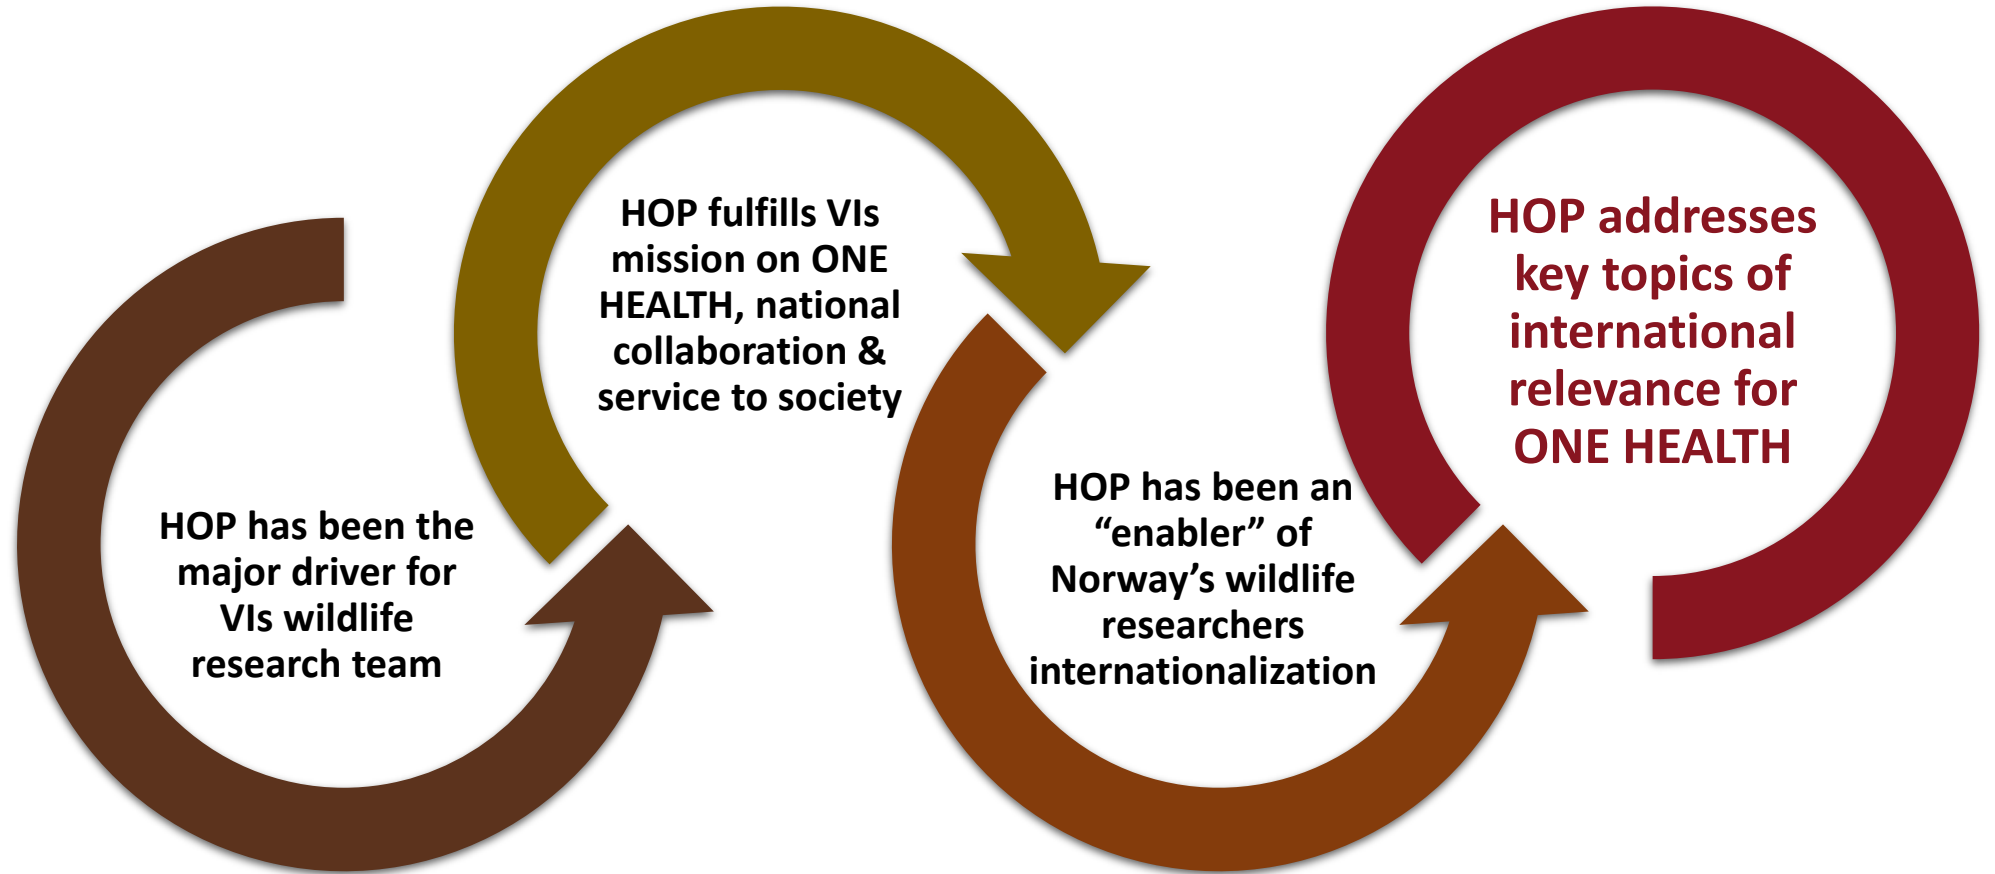 HOP has been the
major driver for
VIs wildlife
research team
HOP fulfills VIs
mission on ONE
HEALTH, national
collaboration &
service to society
HOP has been an
“enabler” of
Norway’s wildlife
researchers
internationalization
HOP addresses
key topics of
international
relevance for
ONE HEALTH